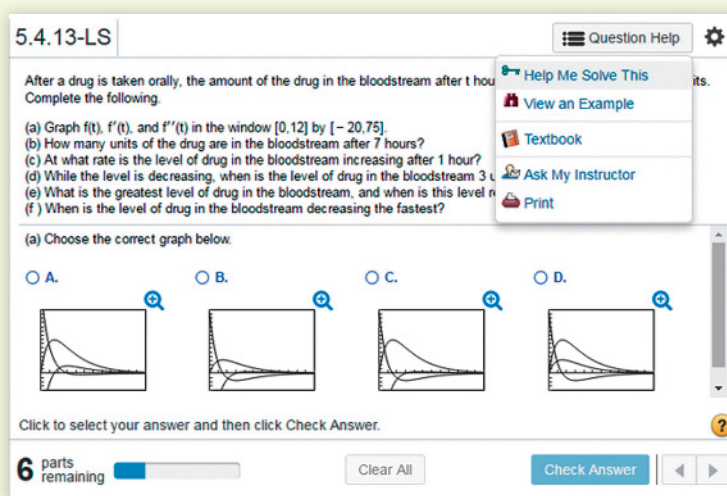 5.4.13-LS
Question Help
After a drug is taken orally, the amount of the drug in the bloodstream after t hou
its.
Complete the following.
Help Me Solve This
View an Example
Textbook
Ask My Instructor
Print
(a) Graph f(t), f′(t), and f′′(t) in the window [0,12] by [− 20,75].
(b) How many units of the drug are in the bloodstream after 7 hours?
(c) At what rate is the level of drug in the bloodstream increasing after 1 hour?
(d) While the level is decreasing, when is the level of drug in the bloodstream 3 u
(e) What is the greatest level of drug in the bloodstream, and when is this level r
(f ) When is the level of drug in the bloodstream decreasing the fastest?
(a) Choose the correct graph below.
A.
B.
C.
D.
Click to select your answer and then click Check Answer.
?
6 parts remaining
Clear All
Check Answer